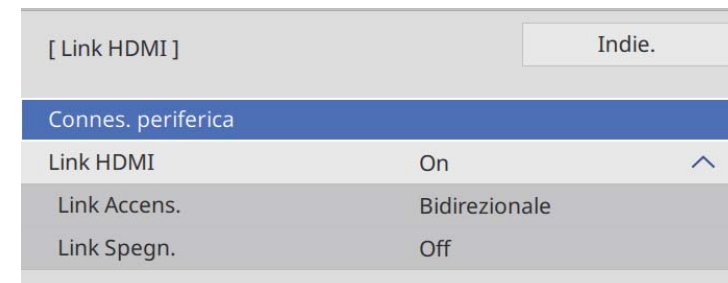 [ Link HDMI ]
Indie.
Connes. periferica
Link HDMI On
Link Accens. Bidirezionale
Link Spegn. Off